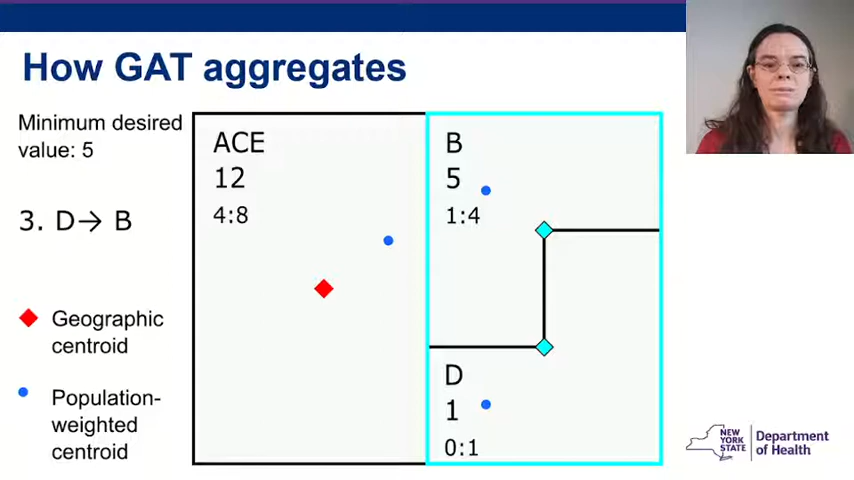 How GAT aggregates
Minimum desired
value: 5
3. D→ B
Geographic
centroid
Population-
weighted
centroid
ACE
12
4:8
B
5
1:4
D
1
0:1
NEW
YORK
STATE
Department
of Health